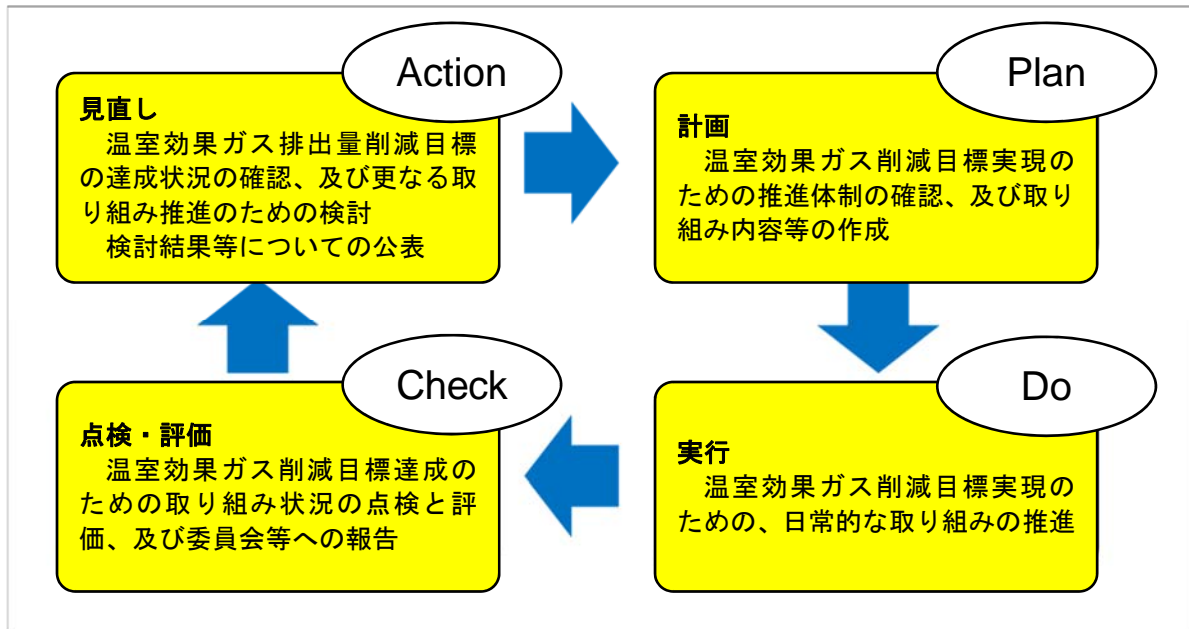 Action
見直し
　温室効果ガス排出量削減目標
の達成状況の確認、及び更なる取
り組み推進のための検討
　検討結果等についての公表
Plan
計画
　温室効果ガス削減目標実現の
ための推進体制の確認、及び取り
組み内容等の作成
Check
点検・評価
　温室効果ガス削減目標達成の
ための取り組み状況の点検と評
価、及び委員会等への報告
Do
実行
　温室効果ガス削減目標実現の
ための、日常的な取り組みの推進